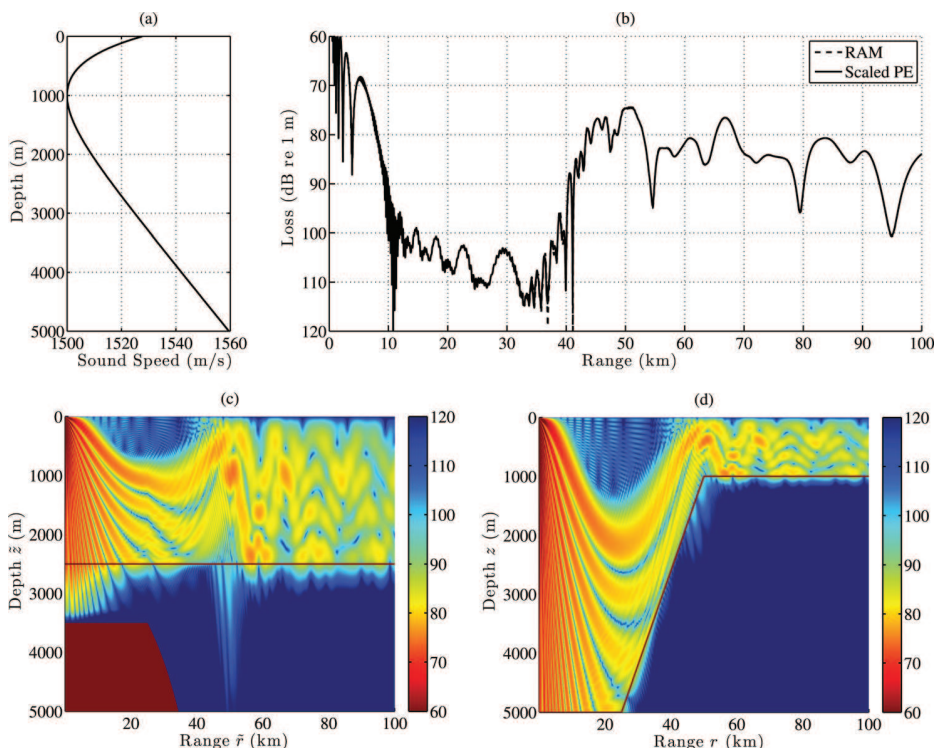 (a)
0
1000
2000
3000
4000
5000
Depth (m)
1500 1520 1540 1560
Sound Speed (m/s)
(b)
60
70
80
90
100
110
120
Loss (dB re 1 m)
0 10 20 30 40 50 60 70 80 90 100
Range (km)
RAM
Scaled PE
(c)
0
1000
2000
3000
4000
5000
Depth z̃ (m)
20 40 60 80 100
Range r̃ (km)
120
110
100
90
80
70
60
(d)
0
1000
2000
3000
4000
5000
Depth z (m)
20 40 60 80 100
Range r (km)
120
110
100
90
80
70
60